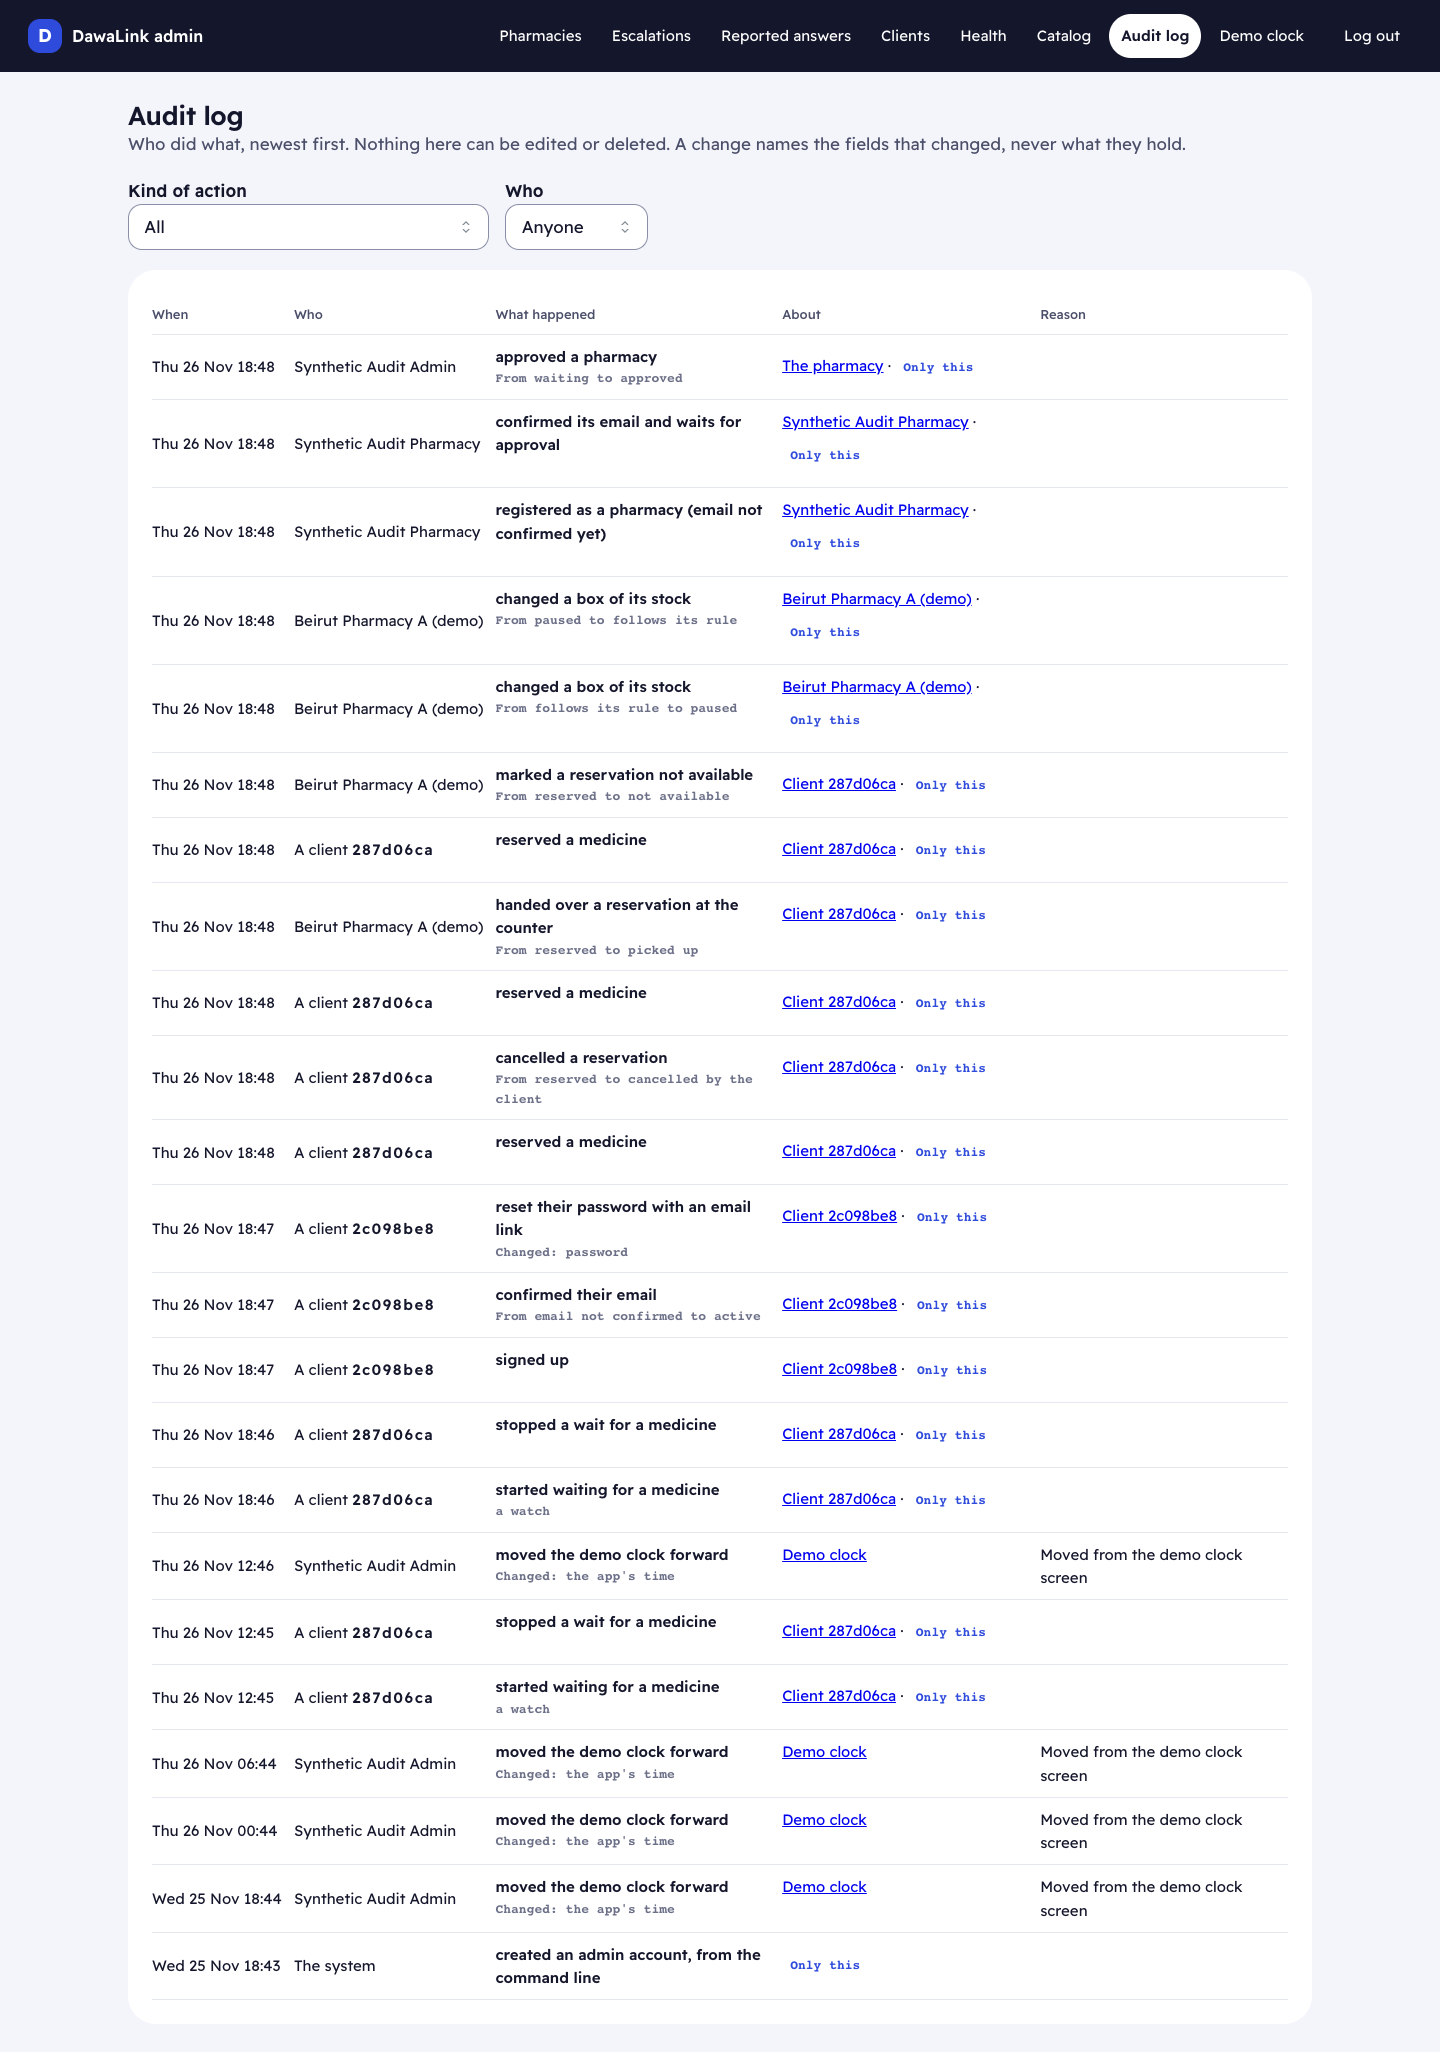 D DawaLink admin Pharmacies Escalations Reported answers Clients Health Catalog Audit log Demo clock Log out
Audit log
Who did what, newest first. Nothing here can be edited or deleted. A change names the fields that changed, never what they hold.
Kind of action Who
All Anyone
When Who What happened About Reason
Thu 26 Nov 18:48 Synthetic Audit Admin approved a pharmacy The pharmacy · Only this
From waiting to approved
Thu 26 Nov 18:48 Synthetic Audit Pharmacy confirmed its email and waits for Synthetic Audit Pharmacy ·
approval Only this
Thu 26 Nov 18:48 Synthetic Audit Pharmacy registered as a pharmacy (email not Synthetic Audit Pharmacy ·
confirmed yet) Only this
Thu 26 Nov 18:48 Beirut Pharmacy A (demo) changed a box of its stock Beirut Pharmacy A (demo) ·
From paused to follows its rule Only this
Thu 26 Nov 18:48 Beirut Pharmacy A (demo) changed a box of its stock Beirut Pharmacy A (demo) ·
From follows its rule to paused Only this
Thu 26 Nov 18:48 Beirut Pharmacy A (demo) marked a reservation not available Client 287d06ca · Only this
From reserved to not available
Thu 26 Nov 18:48 A client 287d06ca reserved a medicine Client 287d06ca · Only this
Thu 26 Nov 18:48 Beirut Pharmacy A (demo) handed over a reservation at the Client 287d06ca · Only this
counter
From reserved to picked up
Thu 26 Nov 18:48 A client 287d06ca reserved a medicine Client 287d06ca · Only this
Thu 26 Nov 18:48 A client 287d06ca cancelled a reservation Client 287d06ca · Only this
From reserved to cancelled by the
client
Thu 26 Nov 18:48 A client 287d06ca reserved a medicine Client 287d06ca · Only this
Thu 26 Nov 18:47 A client 2c098be8 reset their password with an email Client 2c098be8 · Only this
link
Changed: password
Thu 26 Nov 18:47 A client 2c098be8 confirmed their email Client 2c098be8 · Only this
From email not confirmed to active
Thu 26 Nov 18:47 A client 2c098be8 signed up Client 2c098be8 · Only this
Thu 26 Nov 18:46 A client 287d06ca stopped a wait for a medicine Client 287d06ca · Only this
Thu 26 Nov 18:46 A client 287d06ca started waiting for a medicine Client 287d06ca · Only this
a watch
Thu 26 Nov 12:46 Synthetic Audit Admin moved the demo clock forward Demo clock Moved from the demo clock
Changed: the app's time screen
Thu 26 Nov 12:45 A client 287d06ca stopped a wait for a medicine Client 287d06ca · Only this
Thu 26 Nov 12:45 A client 287d06ca started waiting for a medicine Client 287d06ca · Only this
a watch
Thu 26 Nov 06:44 Synthetic Audit Admin moved the demo clock forward Demo clock Moved from the demo clock
Changed: the app's time screen
Thu 26 Nov 00:44 Synthetic Audit Admin moved the demo clock forward Demo clock Moved from the demo clock
Changed: the app's time screen
Wed 25 Nov 18:44 Synthetic Audit Admin moved the demo clock forward Demo clock Moved from the demo clock
Changed: the app's time screen
Wed 25 Nov 18:43 The system created an admin account, from the Only this
command line